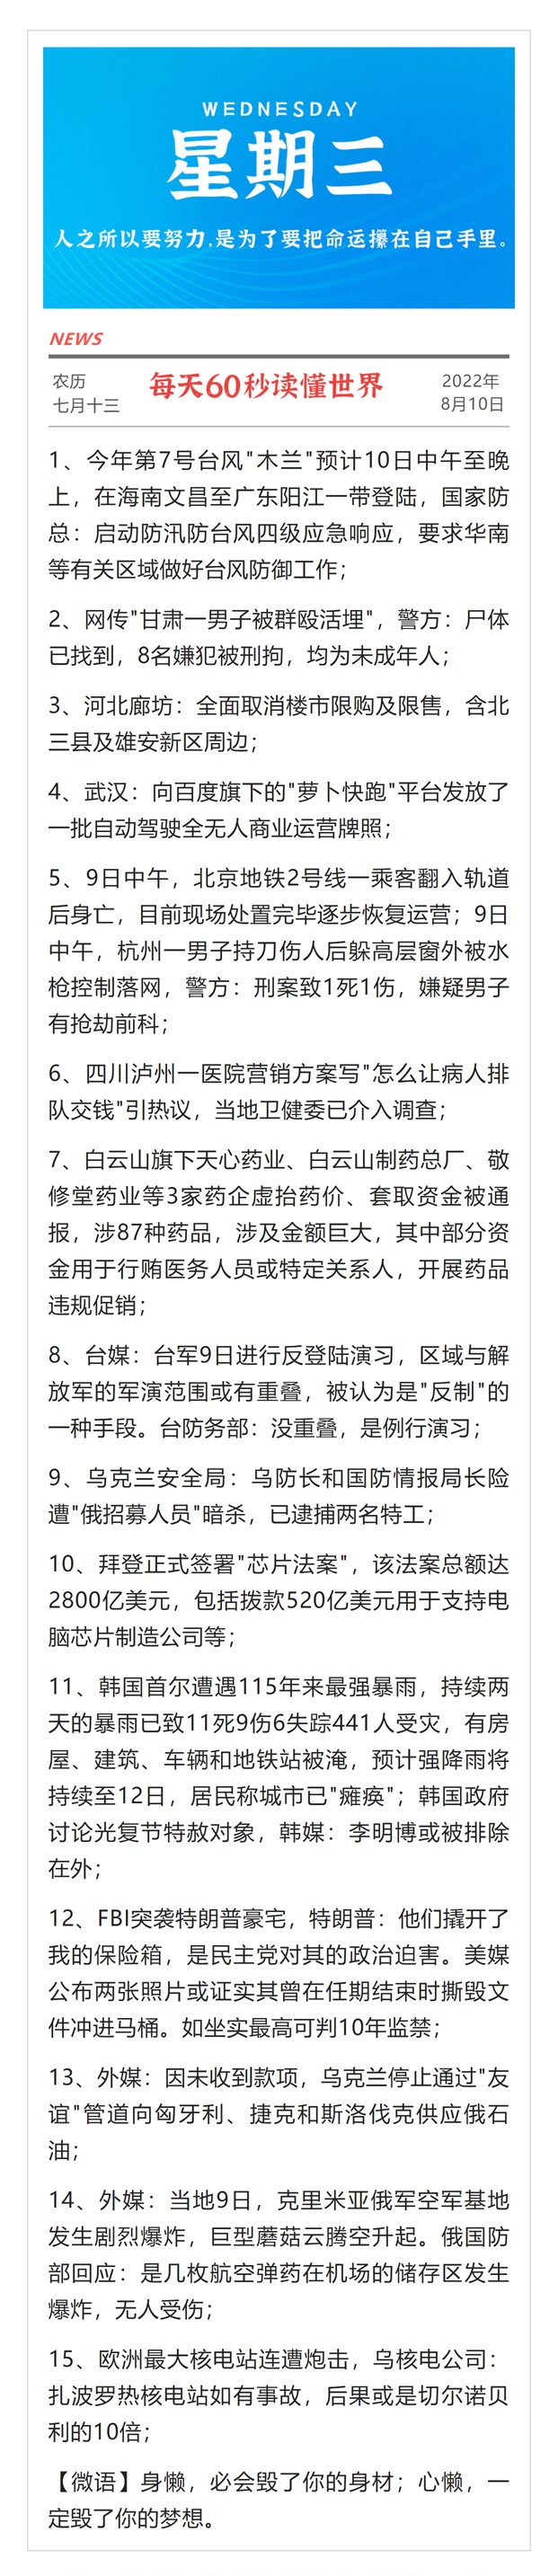 WEDNESDAY
星期三
人之所以要努力,是为了要把命运攥在自己手里。
NEWS
农历
七月十三
每天60秒读懂世界
2022年
8月10日
1、今年第7号台风"木兰"预计10日中午至晚
上，在海南文昌至广东阳江一带登陆，国家防
总：启动防汛防台风四级应急响应，要求华南
等有关区域做好台风防御工作；
2、网传"甘肃一男子被群殴活埋"，警方：尸体
已找到，8名嫌犯被刑拘，均为未成年人；
3、河北廊坊：全面取消楼市限购及限售，含北
三县及雄安新区周边；
4、武汉：向百度旗下的"萝卜快跑"平台发放了
一批自动驾驶全无人商业运营牌照；
5、9日中午，北京地铁2号线一乘客翻入轨道
后身亡，目前现场处置完毕逐步恢复运营；9日
中午，杭州一男子持刀伤人后躲高层窗外被水
枪控制落网，警方：刑案致1死1伤，嫌疑男子
有抢劫前科；
6、四川泸州一医院营销方案写"怎么让病人排
队交钱"引热议，当地卫健委已介入调查；
7、白云山旗下天心药业、白云山制药总厂、敬
修堂药业等3家药企虚抬药价、套取资金被通
报，涉87种药品，涉及金额巨大，其中部分资
金用于行贿医务人员或特定关系人，开展药品
违规促销；
8、台媒：台军9日进行反登陆演习，区域与解
放军的军演范围或有重叠，被认为是"反制"的
一种手段。台防务部：没重叠，是例行演习；
9、乌克兰安全局：乌防长和国防情报局长险
遭"俄招募人员"暗杀，已逮捕两名特工；
10、拜登正式签署"芯片法案"，该法案总额达
2800亿美元，包括拨款520亿美元用于支持电
脑芯片制造公司等；
11、韩国首尔遭遇115年来最强暴雨，持续两
天的暴雨已致11死9伤6失踪441人受灾，有房
屋、建筑、车辆和地铁站被淹，预计强降雨将
持续至12日，居民称城市已"瘫痪"；韩国政府
讨论光复节特赦对象，韩媒：李明博或被排除
在外；
12、FBI突袭特朗普豪宅，特朗普：他们撬开了
我的保险箱，是民主党对其的政治迫害。美媒
公布两张照片或证实其曾在任期结束时撕毁文
件冲进马桶。如坐实最高可判10年监禁；
13、外媒：因未收到款项，乌克兰停止通过"友
谊"管道向匈牙利、捷克和斯洛伐克供应俄石
油；
14、外媒：当地9日，克里米亚俄军空军基地
发生剧烈爆炸，巨型蘑菇云腾空升起。俄国防
部回应：是几枚航空弹药在机场的储存区发生
爆炸，无人受伤；
15、欧洲最大核电站连遭炮击，乌核电公司：
扎波罗热核电站如有事故，后果或是切尔诺贝
利的10倍；
【微语】身懒，必会毁了你的身材；心懒，一
定毁了你的梦想。